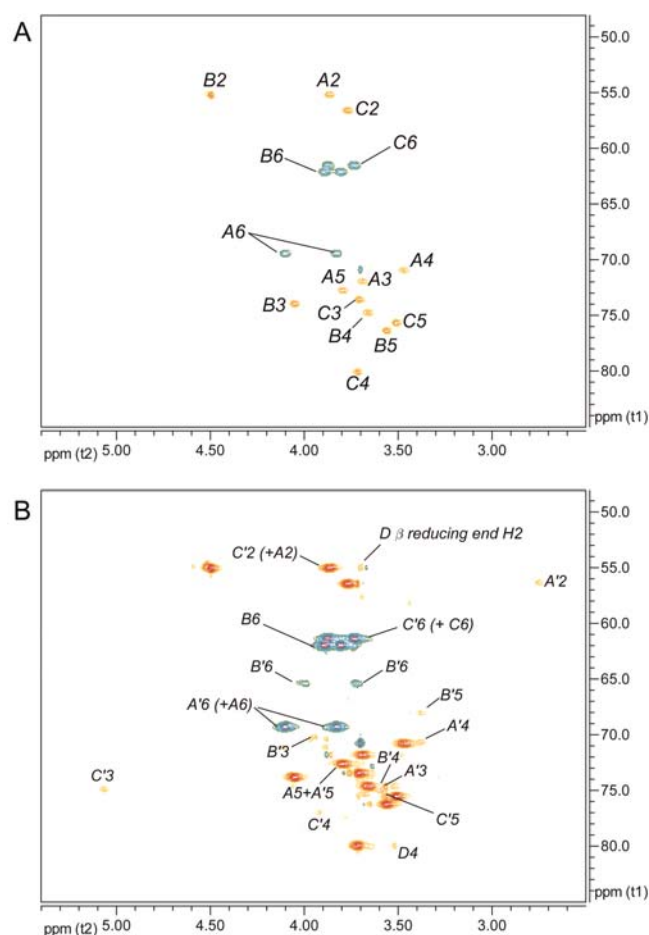 A
B2
A2
C2
B6
C6
A6
A5
A3
A4
B3
C3
B4
C5
B5
C4
50.0
55.0
60.0
65.0
70.0
75.0
80.0
ppm (t1)
5.00
4.50
4.00
3.50
3.00
ppm (t2)
B
D β reducing end H2
C'2 (+A2)
A'2
B6
C'6 (+ C6)
B'6
B'6
B'5
A'6 (+A6)
A'4
B'3
B'4
A'3
C'3
A5+A'5
C'5
C'4
D4
50.0
55.0
60.0
65.0
70.0
75.0
80.0
ppm (t1)
5.00
4.50
4.00
3.50
3.00
ppm (t2)